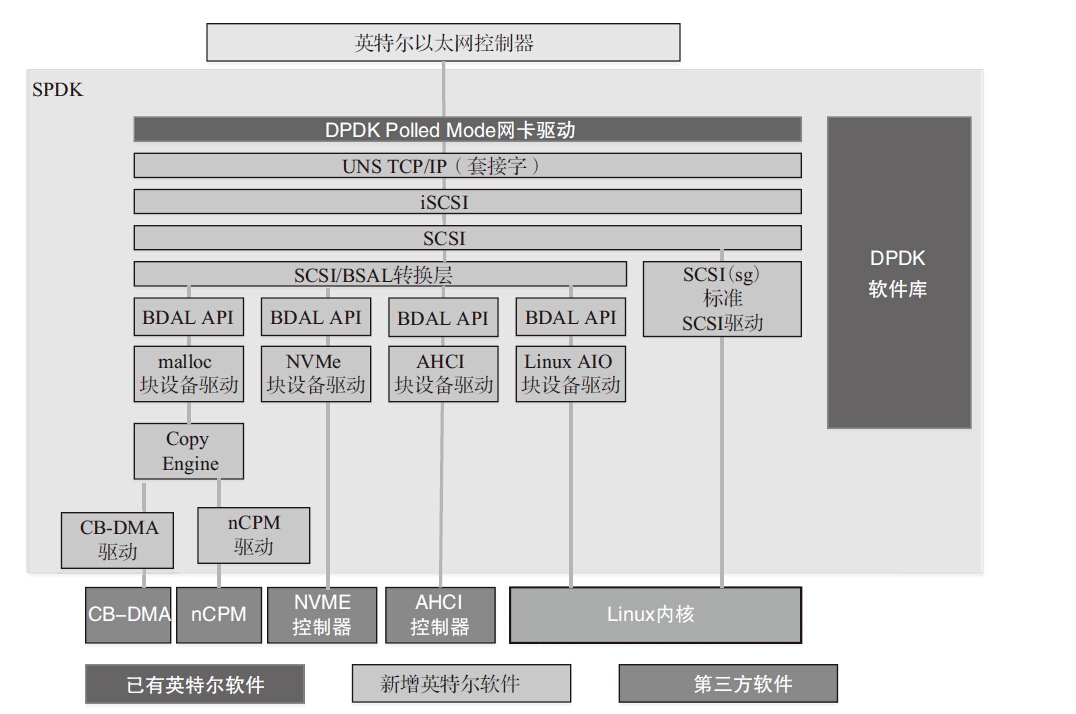 英特尔以太网控制器
SPDK
DPDK Polled Mode网卡驱动
UNS TCP/IP（套接字）
iSCSI
SCSI
SCSI/BSAL转换层
SCSI(sg)
标准
SCSI驱动
DPDK
软件库
BDAL API
BDAL API
BDAL API
BDAL API
malloc
块设备驱动
NVMe
块设备驱动
AHCI
块设备驱动
Linux AIO
块设备驱动
Copy
Engine
CB-DMA
驱动
nCPM
驱动
CB-DMA
nCPM
NVME
控制器
AHCI
控制器
Linux内核
已有英特尔软件
新增英特尔软件
第三方软件